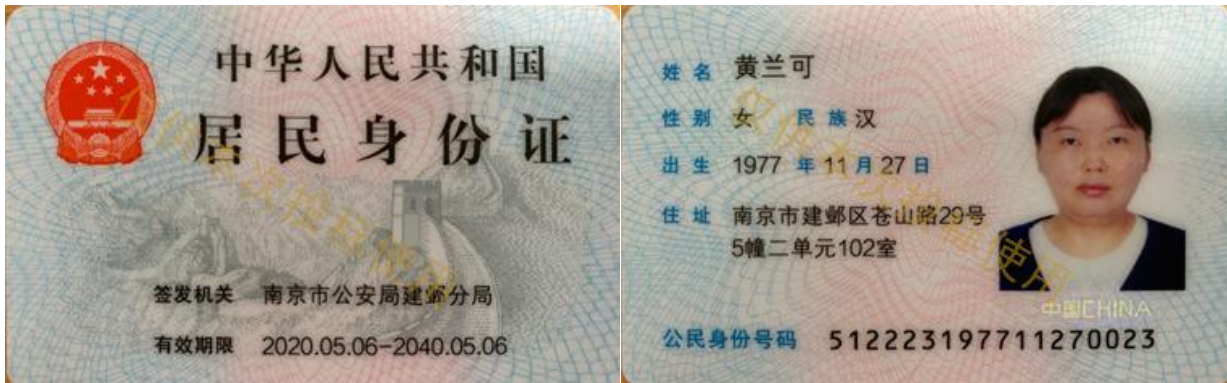 中华人民共和国
居民身份证
签发机关 南京市公安局建邺分局
有效期限 2020.05.06-2040.05.06
姓名 黄兰可
性别 女 民族 汉
出生 1977 年 11 月 27 日
住址 南京市建邺区苍山路29号
5幢二单元102室
使用
中国CHINA
公民身份号码 512223197711270023